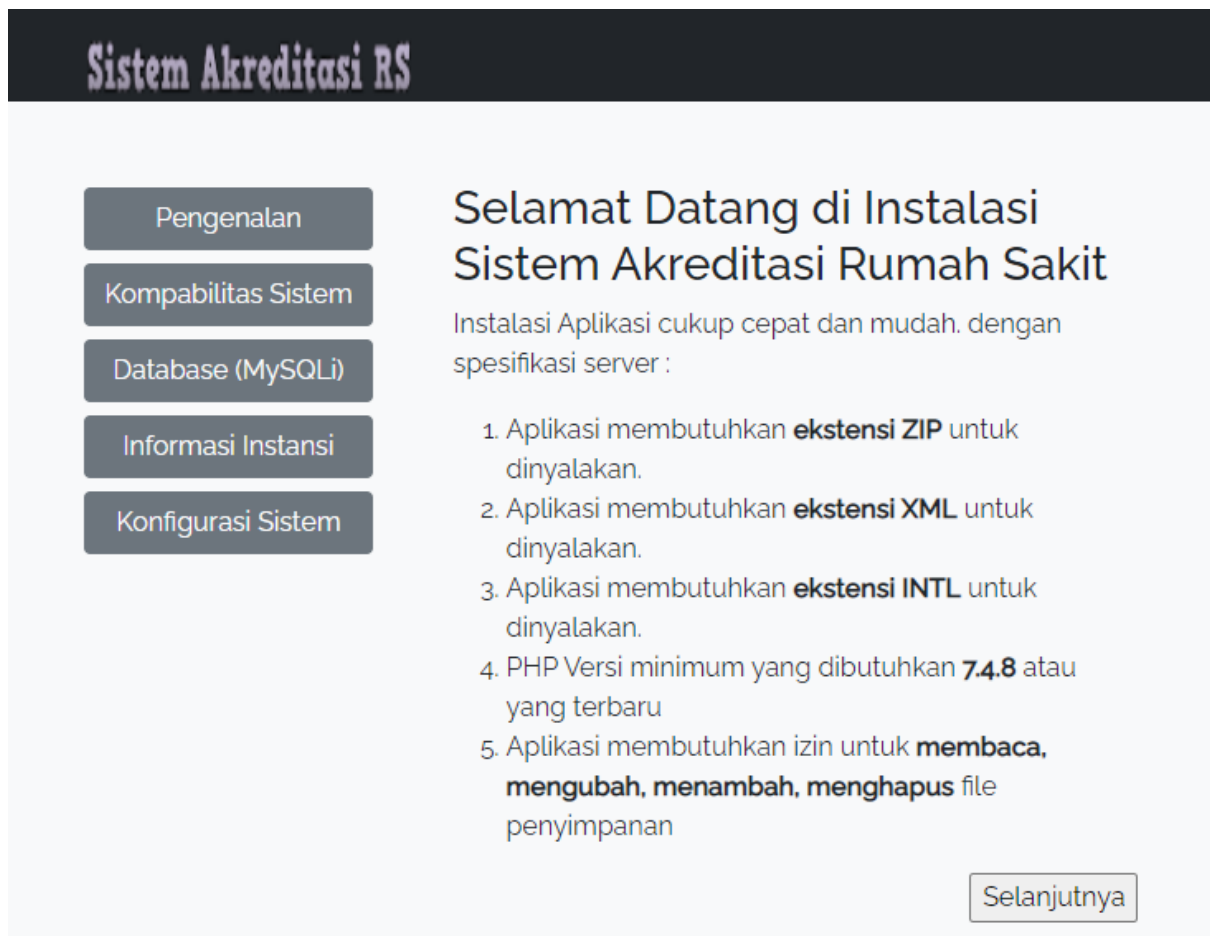 Sistem Akreditasi RS
Pengenalan
Kompabilitas Sistem
Database (MySQLi)
Informasi Instansi
Konfigurasi Sistem
Selamat Datang di Instalasi
Sistem Akreditasi Rumah Sakit
Instalasi Aplikasi cukup cepat dan mudah. dengan
spesifikasi server :
1. Aplikasi membutuhkan ekstensi ZIP untuk
dinyalakan.
2. Aplikasi membutuhkan ekstensi XML untuk
dinyalakan.
3. Aplikasi membutuhkan ekstensi INTL untuk
dinyalakan.
4. PHP Versi minimum yang dibutuhkan 7.4.8 atau
yang terbaru
5. Aplikasi membutuhkan izin untuk membaca,
mengubah, menambah, menghapus file
penyimpanan
Selanjutnya